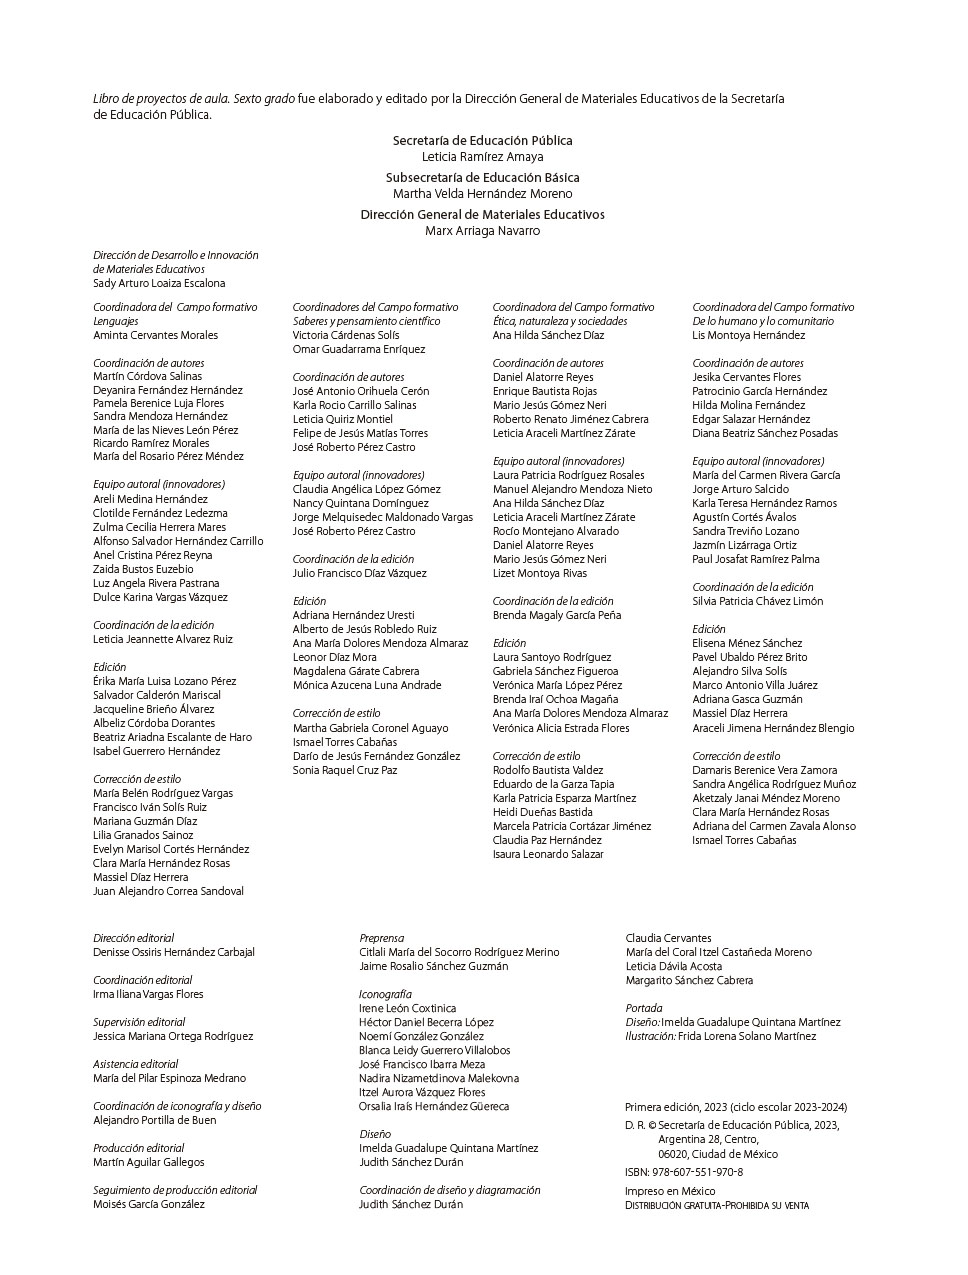 Libro de proyectos de aula. Sexto grado fue elaborado y editado por la Dirección General de Materiales Educativos de la Secretaría
de Educación Pública.
Secretaría de Educación Pública
Leticia Ramírez Amaya
Subsecretaría de Educación Básica
Martha Velda Hernández Moreno
Dirección General de Materiales Educativos
Marx Arriaga Navarro
Dirección de Desarrollo e Innovación
de Materiales Educativos
Sady Arturo Loaiza Escalona
Coordinadora del Campo formativo
Lenguajes
Aminta Cervantes Morales
Coordinación de autores
Martín Córdova Salinas
Deyanira Fernández Hernández
Pamela Berenice Luja Flores
Sandra Mendoza Hernández
María de las Nieves León Pérez
Ricardo Ramírez Morales
María del Rosario Pérez Méndez
Equipo autoral (innovadores)
Areli Medina Hernández
Clotilde Fernández Ledezma
Zulma Cecilia Herrera Mares
Alfonso Salvador Hernández Carrillo
Anel Cristina Pérez Reyna
Zaida Bustos Euzebio
Luz Angela Rivera Pastrana
Dulce Karina Vargas Vázquez
Coordinación de la edición
Leticia Jeannette Alvarez Ruiz
Edición
Érika María Luisa Lozano Pérez
Salvador Calderón Mariscal
Jacqueline Brieño Álvarez
Albeliz Córdoba Dorantes
Beatriz Ariadna Escalante de Haro
Isabel Guerrero Hernández
Corrección de estilo
María Belén Rodríguez Vargas
Francisco Iván Solís Ruiz
Mariana Guzmán Díaz
Lilia Granados Sainoz
Evelyn Marisol Cortés Hernández
Clara María Hernández Rosas
Massiel Díaz Herrera
Juan Alejandro Correa Sandoval
Coordinadores del Campo formativo
Saberes y pensamiento científico
Victoria Cárdenas Solís
Omar Guadarrama Enríquez
Coordinación de autores
José Antonio Orihuela Cerón
Karla Rocio Carrillo Salinas
Leticia Quiriz Montiel
Felipe de Jesús Matías Torres
José Roberto Pérez Castro
Equipo autoral (innovadores)
Claudia Angélica López Gómez
Nancy Quintana Domínguez
Jorge Melquisedec Maldonado Vargas
José Roberto Pérez Castro
Coordinación de la edición
Julio Francisco Díaz Vázquez
Edición
Adriana Hernández Uresti
Alberto de Jesús Robledo Ruiz
Ana María Dolores Mendoza Almaraz
Leonor Díaz Mora
Magdalena Gárate Cabrera
Mónica Azucena Luna Andrade
Corrección de estilo
Martha Gabriela Coronel Aguayo
Ismael Torres Cabañas
Darío de Jesús Fernández González
Sonia Raquel Cruz Paz
Coordinadora del Campo formativo
Ética, naturaleza y sociedades
Ana Hilda Sánchez Díaz
Coordinación de autores
Daniel Alatorre Reyes
Enrique Bautista Rojas
Mario Jesús Gómez Neri
Roberto Renato Jiménez Cabrera
Leticia Araceli Martínez Zárate
Equipo autoral (innovadores)
Laura Patricia Rodríguez Rosales
Manuel Alejandro Mendoza Nieto
Ana Hilda Sánchez Díaz
Leticia Araceli Martínez Zárate
Rocío Montejano Alvarado
Daniel Alatorre Reyes
Mario Jesús Gómez Neri
Lizet Montoya Rivas
Coordinación de la edición
Brenda Magaly García Peña
Edición
Laura Santoyo Rodríguez
Gabriela Sánchez Figueroa
Verónica María López Pérez
Brenda Iraí Ochoa Magaña
Ana María Dolores Mendoza Almaraz
Verónica Alicia Estrada Flores
Corrección de estilo
Rodolfo Bautista Valdez
Eduardo de la Garza Tapia
Karla Patricia Esparza Martínez
Heidi Dueñas Bastida
Marcela Patricia Cortázar Jiménez
Claudia Paz Hernández
Isaura Leonardo Salazar
Coordinadora del Campo formativo
De lo humano y lo comunitario
Lis Montoya Hernández
Coordinación de autores
Jesika Cervantes Flores
Patrocinio García Hernández
Hilda Molina Fernández
Edgar Salazar Hernández
Diana Beatriz Sánchez Posadas
Equipo autoral (innovadores)
María del Carmen Rivera García
Jorge Arturo Salcido
Karla Teresa Hernández Ramos
Agustín Cortés Ávalos
Sandra Treviño Lozano
Jazmín Lizárraga Ortiz
Paul Josafat Ramírez Palma
Coordinación de la edición
Silvia Patricia Chávez Limón
Edición
Elisena Ménez Sánchez
Pavel Ubaldo Pérez Brito
Alejandro Silva Solís
Marco Antonio Villa Juárez
Adriana Gasca Guzmán
Massiel Díaz Herrera
Araceli Jimena Hernández Blengio
Corrección de estilo
Damaris Berenice Vera Zamora
Sandra Angélica Rodríguez Muñoz
Aketzaly Janai Méndez Moreno
Clara María Hernández Rosas
Adriana del Carmen Zavala Alonso
Ismael Torres Cabañas
Dirección editorial
Denisse Ossiris Hernández Carbajal
Coordinación editorial
Irma Iliana Vargas Flores
Supervisión editorial
Jessica Mariana Ortega Rodríguez
Asistencia editorial
María del Pilar Espinoza Medrano
Coordinación de iconografía y diseño
Alejandro Portilla de Buen
Producción editorial
Martín Aguilar Gallegos
Seguimiento de producción editorial
Moisés García González
Preprensa
Citlali María del Socorro Rodríguez Merino
Jaime Rosalio Sánchez Guzmán
Iconografía
Irene León Coxtinica
Héctor Daniel Becerra López
Noemí González González
Blanca Leidy Guerrero Villalobos
José Francisco Ibarra Meza
Nadira Nizametdinova Malekovna
Itzel Aurora Vázquez Flores
Orsalia Iraís Hernández Güereca
Diseño
Imelda Guadalupe Quintana Martínez
Judith Sánchez Durán
Coordinación de diseño y diagramación
Judith Sánchez Durán
Claudia Cervantes
María del Coral Itzel Castañeda Moreno
Leticia Dávila Acosta
Margarito Sánchez Cabrera
Portada
Diseño: Imelda Guadalupe Quintana Martínez
Ilustración: Frida Lorena Solano Martínez
Primera edición, 2023 (ciclo escolar 2023-2024)
D. R. © Secretaría de Educación Pública, 2023,
Argentina 28, Centro,
06020, Ciudad de México
ISBN: 978-607-551-970-8
Impreso en México
DISTRIBUCIÓN GRATUITA-PROHIBIDA SU VENTA